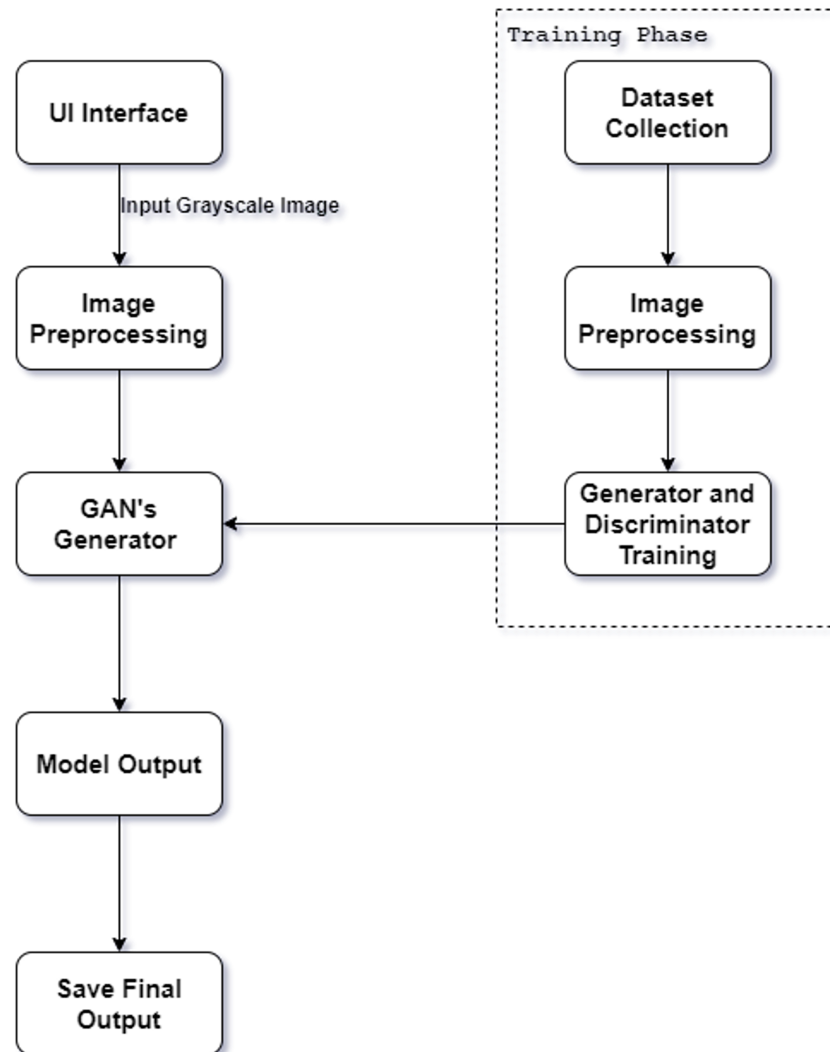 Training Phase
UI Interface
Dataset
Collection
Input Grayscale Image
Image
Preprocessing
Image
Preprocessing
GAN's
Generator
Generator and
Discriminator
Training
Model Output
Save Final
Output